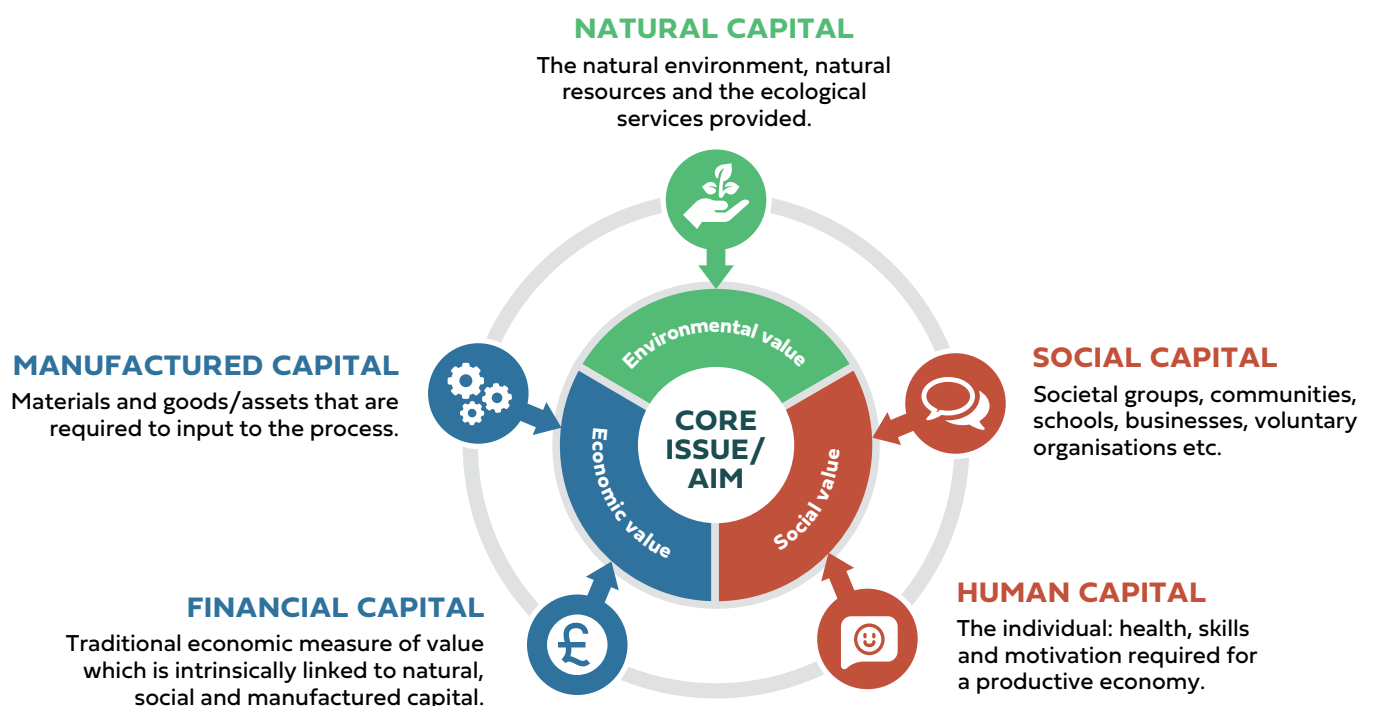 NATURAL CAPITAL
The natural environment, natural
resources and the ecological
services provided.
MANUFACTURED CAPITAL
Materials and goods/assets that are
required to input to the process.
SOCIAL CAPITAL
Societal groups, communities,
schools, businesses, voluntary
organisations etc.
Environmental value
Economic value
Social value
CORE
ISSUE/
AIM
FINANCIAL CAPITAL
Traditional economic measure of value
which is intrinsically linked to natural,
social and manufactured capital.
£
HUMAN CAPITAL
The individual: health, skills
and motivation required for
a productive economy.